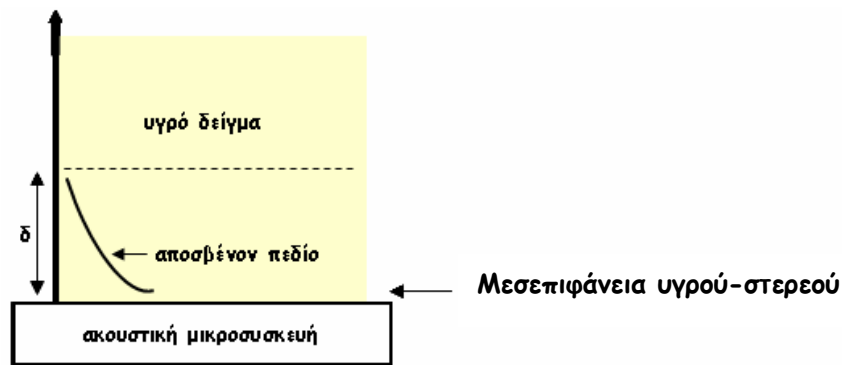 υγρό δείγμα
δ
αποσβένον πεδίο
Μεσεπιφάνεια υγρού-στερεού
ακουστική μικροσυσκευή